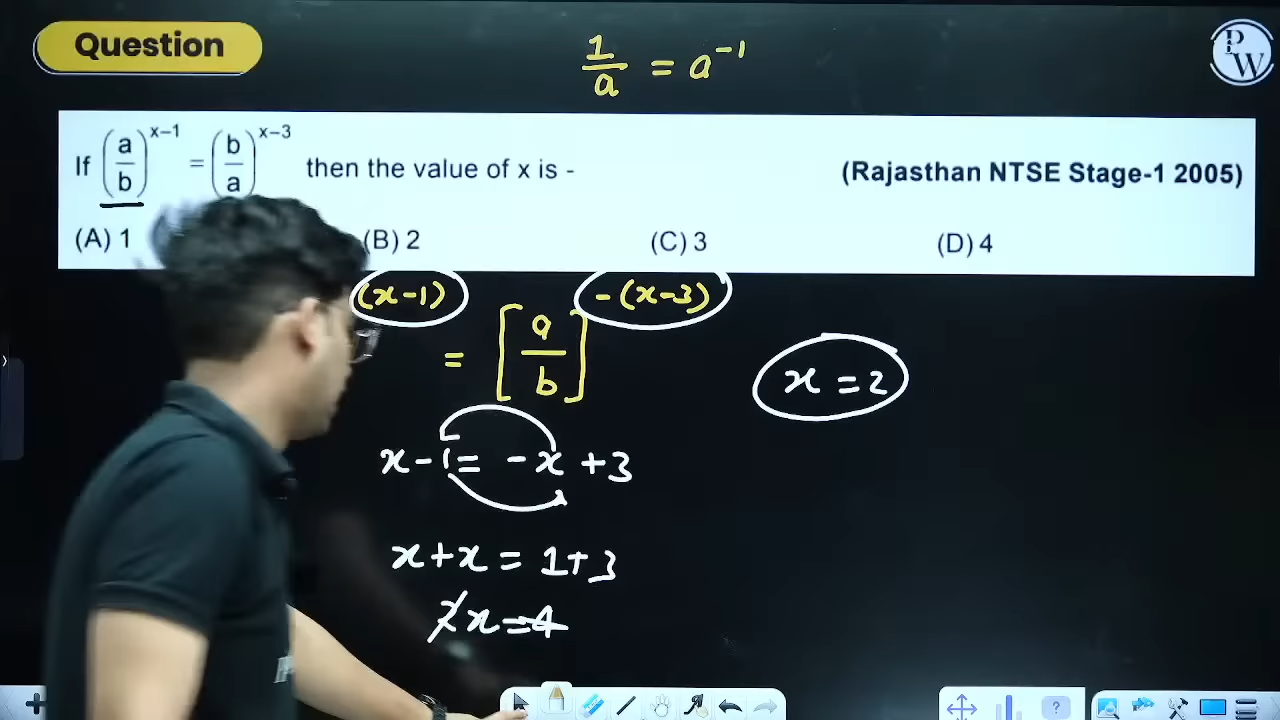 Question
1/a = a⁻¹
P W
If (a/b)^x–1 = (b/a)^x–3 then the value of x is - (Rajasthan NTSE Stage-1 2005)
(A) 1 (B) 2 (C) 3 (D) 4
(x-1) -(x-3)
= [a/b]
x = 2
x-1 = -x+3
x+x = 1+3
2x = 4